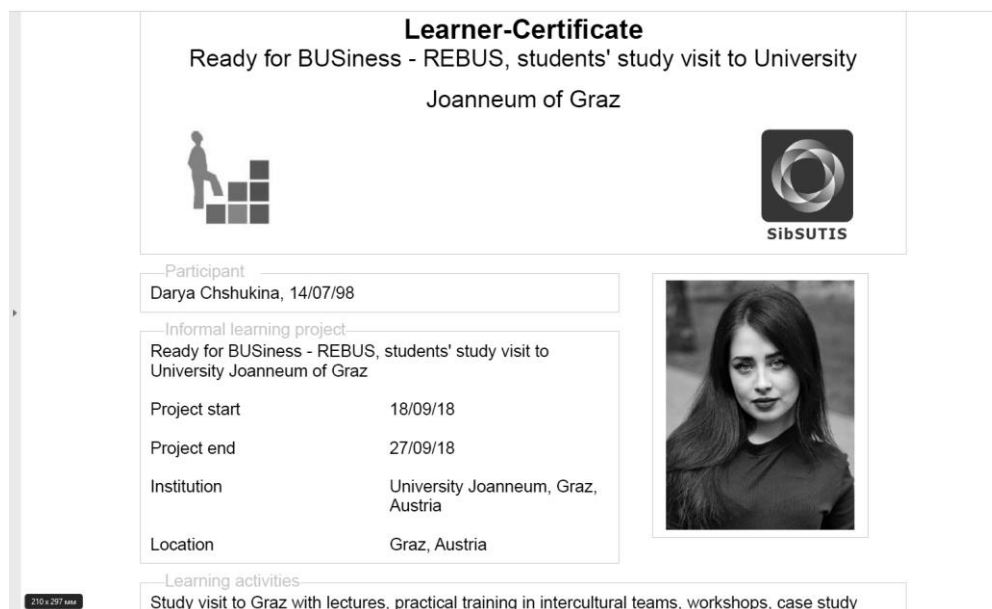 Learner-Certificate
Ready for BUSiness - REBUS, students' study visit to University
Joanneum of Graz
SibSUTIS
Participant
Darya Chshukina, 14/07/98
Informal learning project
Ready for BUSiness - REBUS, students' study visit to
University Joanneum of Graz
Project start 18/09/18
Project end 27/09/18
Institution University Joanneum, Graz,
Austria
Location Graz, Austria
Learning activities
Study visit to Graz with lectures, practical training in intercultural teams, workshops, case study
210 x 297 мм